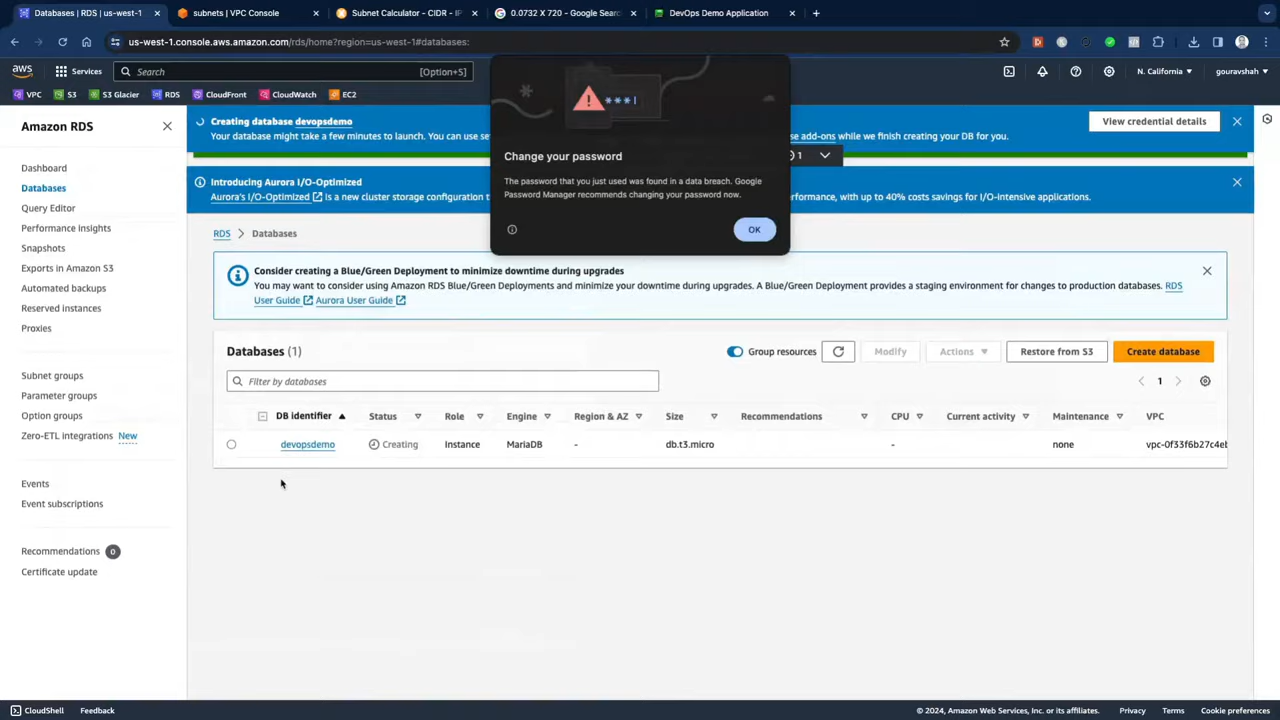 Databases | RDS | us-west-1
subnets | VPC Console
Subnet Calculator - CIDR - IP
0.0732 X 720 - Google Sear
DevOps Demo Application
us-west-1.console.aws.amazon.com/rds/home?region=us-west-1#databases:
aws
Services
Search
[Option+S]
N. California
gouravshah
VPC
S3
S3 Glacier
RDS
CloudFront
CloudWatch
EC2
Amazon RDS
Dashboard
Databases
Query Editor
Performance insights
Snapshots
Exports in Amazon S3
Automated backups
Reserved instances
Proxies
Subnet groups
Parameter groups
Option groups
Zero-ETL integrations New
Events
Event subscriptions
Recommendations 0
Certificate update
Creating database devopsdemo
Your database might take a few minutes to launch. You can use
add-ons while we finish creating your DB for you.
View credential details
1
Introducing Aurora I/O-Optimized
Aurora's I/O-Optimized is a new cluster storage configuration
with up to 40% costs savings for I/O-intensive applications.
***
Change your password
The password that you just used was found in a data breach. Google
Password Manager recommends changing your password now.
OK
RDS > Databases
Consider creating a Blue/Green Deployment to minimize downtime during upgrades
You may want to consider using Amazon RDS Blue/Green Deployments and minimize your downtime during upgrades. A Blue/Green Deployment provides a staging environment for changes to production databases. RDS
User Guide Aurora User Guide
Databases (1)
Group resources
Modify
Actions
Restore from S3
Create database
Filter by databases
1
DB identifier Status Role Engine Region & AZ Size Recommendations CPU Current activity Maintenance VPC
devopsdemo Creating Instance MariaDB - db.t3.micro - none vpc-0f33f6b27c4eb
CloudShell
Feedback
© 2024, Amazon Web Services, Inc. or its affiliates.
Privacy
Terms
Cookie preferences